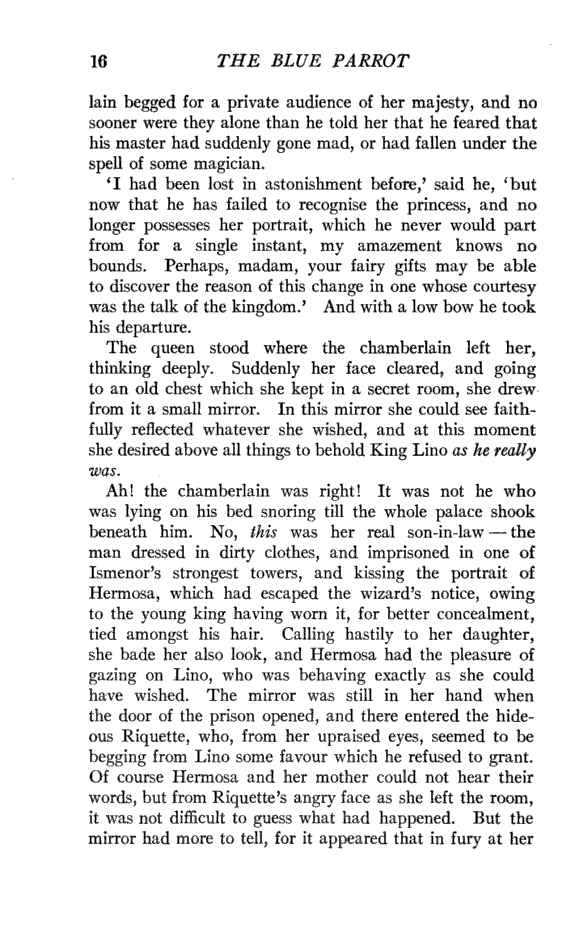 16 THE BLUE PARROT
lain begged for a private audience of her majesty, and no
sooner were they alone than he told her that he feared that
his master had suddenly gone mad, or had fallen under the
spell of some magician.
‘I had been lost in astonishment before,’ said he, ‘but
now that he has failed to recognise the princess, and no
longer possesses her portrait, which he never would part
from for a single instant, my amazement knows no
bounds. Perhaps, madam, your fairy gifts may be able
to discover the reason of this change in one whose courtesy
was the talk of the kingdom.’ And with a low bow he took
his departure.
The queen stood where the chamberlain left her,
thinking deeply. Suddenly her face cleared, and going
to an old chest which she kept in a secret room, she drew
from it a small mirror. In this mirror she could see faith-
fully reflected whatever she wished, and at this moment
she desired above all things to behold King Lino as he really
was.
Ah! the chamberlain was right! It was not he who
was lying on his bed snoring till the whole palace shook
beneath him. No, this was her real son-in-law — the
man dressed in dirty clothes, and imprisoned in one of
Ismenor’s strongest towers, and kissing the portrait of
Hermosa, which had escaped the wizard’s notice, owing
to the young king having worn it, for better concealment,
tied amongst his hair. Calling hastily to her daughter,
she bade her also look, and Hermosa had the pleasure of
gazing on Lino, who was behaving exactly as she could
have wished. The mirror was still in her hand when
the door of the prison opened, and there entered the hide-
ous Riquette, who, from her upraised eyes, seemed to be
begging from Lino some favour which he refused to grant.
Of course Hermosa and her mother could not hear their
words, but from Riquette’s angry face as she left the room,
it was not difficult to guess what had happened. But the
mirror had more to tell, for it appeared that in fury at her